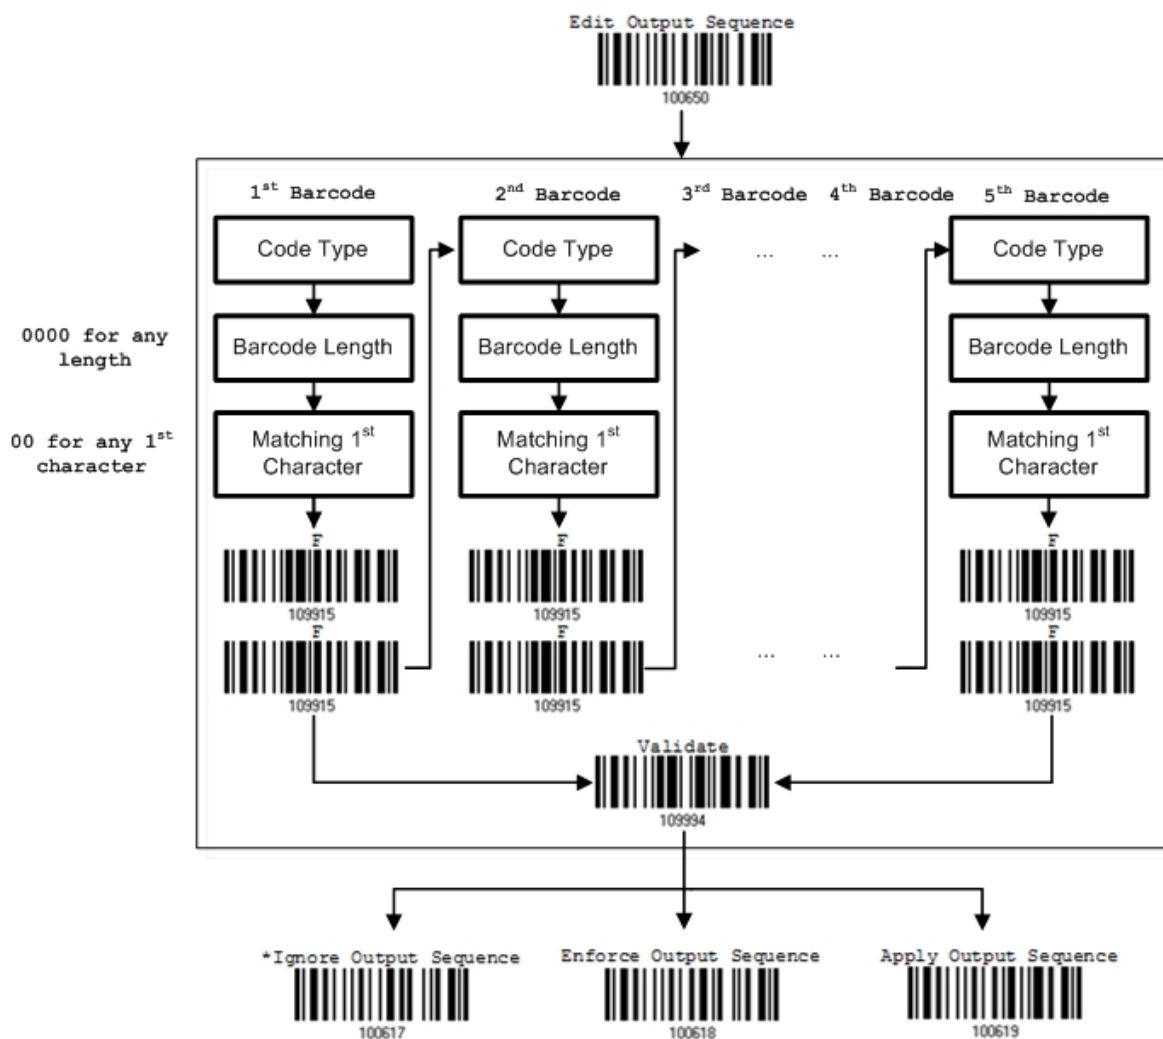 Edit Output Sequence
100650
1st Barcode 2nd Barcode 3rd Barcode 4th Barcode 5th Barcode
Code Type Code Type ... ... Code Type
0000 for any
length
Barcode Length Barcode Length Barcode Length
00 for any 1st
character
Matching 1st
Character
Matching 1st
Character
Matching 1st
Character
F F F
109915 109915 109915
F F F
... ...
109915 109915 109915
Validate
109994
*Ignore Output Sequence Enforce Output Sequence Apply Output Sequence
100617 100618 100619